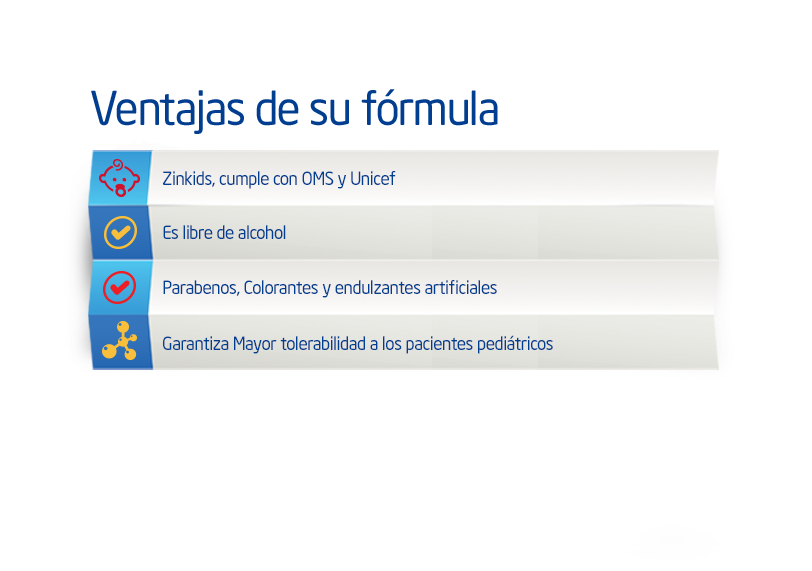 Ventajas de su fórmula
Zinkids, cumple con OMS y Unicef
Es libre de alcohol
Parabenos, Colorantes y endulzantes artificiales
Garantiza Mayor tolerabilidad a los pacientes pediátricos